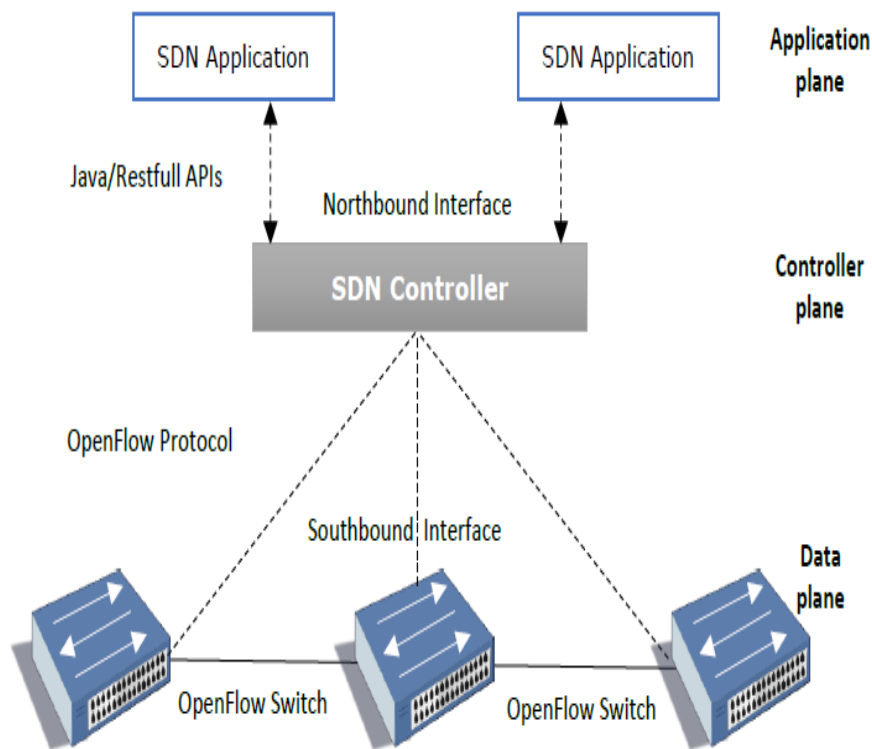 SDN Application
SDN Application
Application
plane
Java/Restfull APIs
Northbound Interface
SDN Controller
Controller
plane
OpenFlow Protocol
Southbound Interface
Data
plane
OpenFlow Switch
OpenFlow Switch